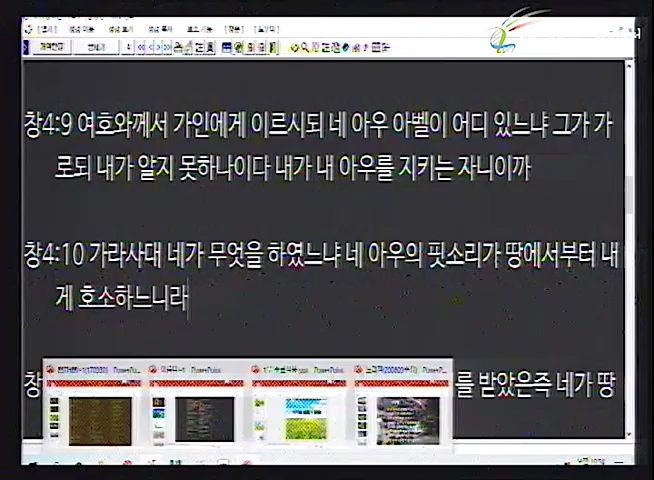 창4:9 여호와께서 가인에게 이르시되 네 아우 아벨이 어디 있느냐 그가 가
로되 내가 알지 못하나이다 내가 내 아우를 지키는 자니이까
창4:10 가라사대 네가 무엇을 하였느냐 네 아우의 핏소리가 땅에서부터 내
게 호소하느니라
창 를 받았은즉 네가 땅